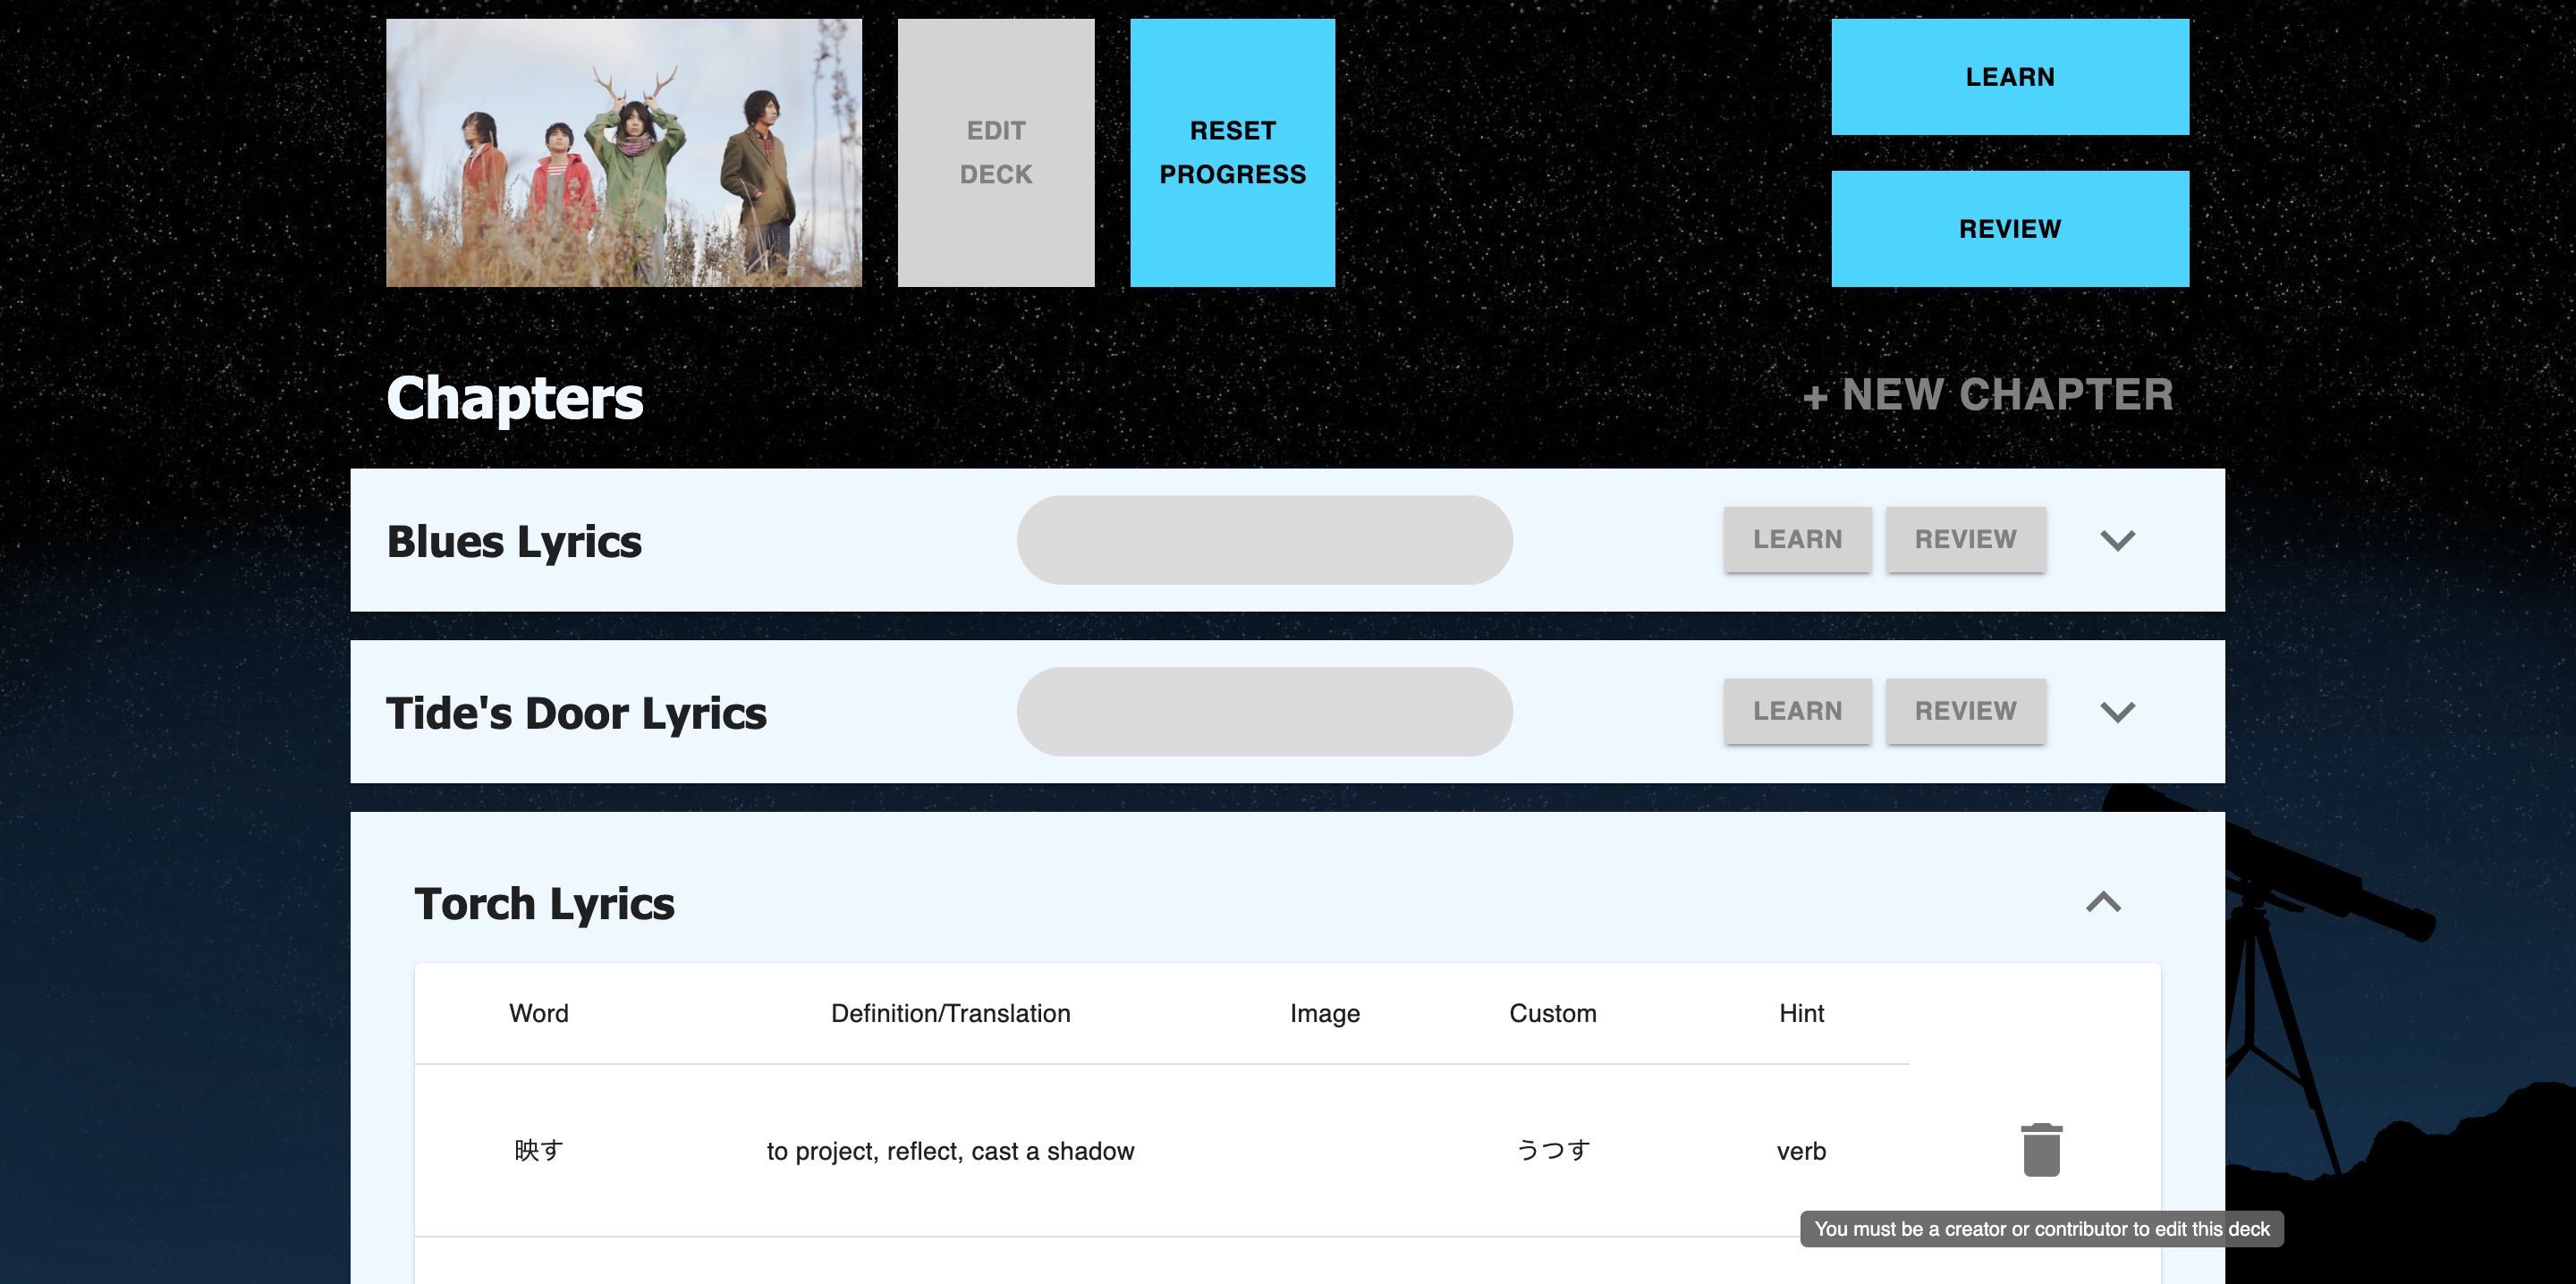 EDIT
DECK
RESET
PROGRESS
LEARN
REVIEW
Chapters
+ NEW CHAPTER
Blues Lyrics
LEARN
REVIEW
Tide's Door Lyrics
LEARN
REVIEW
Torch Lyrics
Word Definition/Translation Image Custom Hint
映す to project, reflect, cast a shadow うつす verb
You must be a creator or contributor to edit this deck